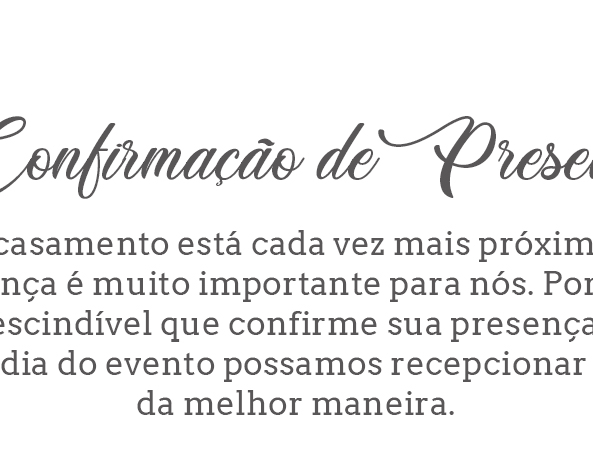 Confirmação de Prese
casamento está cada vez mais próxim
nça é muito importante para nós. Por
escindível que confirme sua presença
dia do evento possamos recepcionar
da melhor maneira.